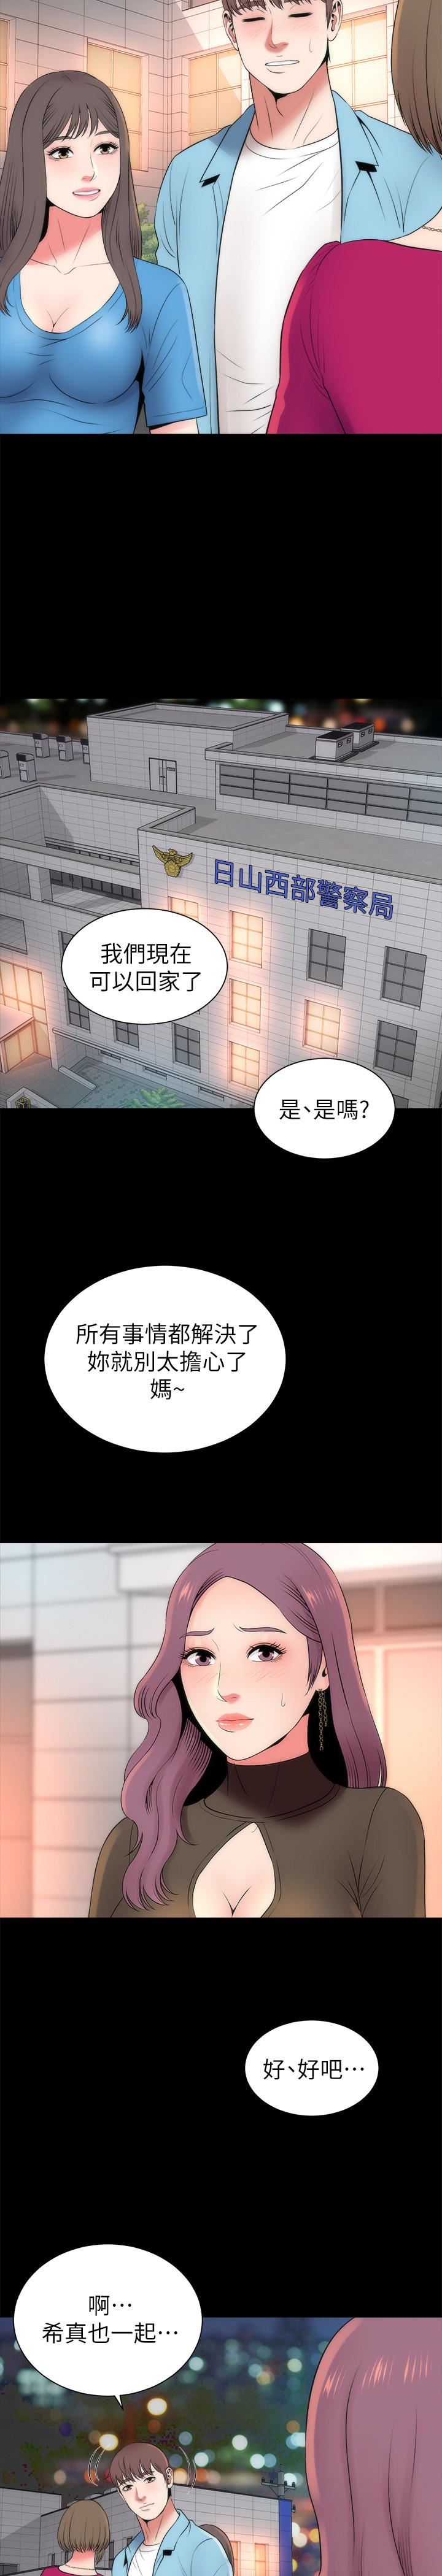 日山西部警察局
我們現在
可以回家了
是、是嗎?
所有事情都解決了
妳就別太擔心了
媽~
好、好吧⋯
啊⋯
希真也一起⋯